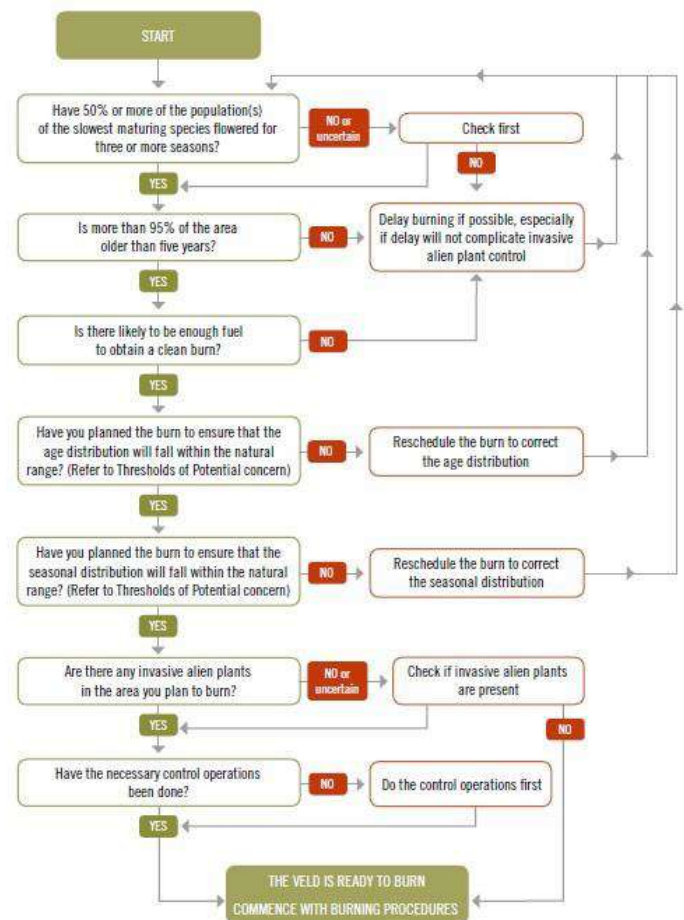 START
Have 50% or more of the population(s)
of the slowest maturing species flowered for
three or more seasons?
NO or
uncertain
Check first
NO
YES
Is more than 95% of the area
older than five years?
NO
Delay burning if possible, especially
if delay will not complicate invasive
alien plant control
YES
Is there likely to be enough fuel
to obtain a clean burn?
NO
YES
Have you planned the burn to ensure that the
age distribution will fall within the natural
range? (Refer to Thresholds of Potential concern)
NO
Reschedule the burn to correct
the age distribution
YES
Have you planned the burn to ensure that the
seasonal distribution will fall within the natural
range? (Refer to Thresholds of Potential concern)
NO
Reschedule the burn to correct
the seasonal distribution
YES
Are there any invasive alien plants
in the area you plan to burn?
NO or
uncertain
Check if invasive alien plants
are present
YES
NO
Have the necessary control operations
been done?
NO
Do the control operations first
YES
THE VELD IS READY TO BURN
COMMENCE WITH BURNING PROCEDURES